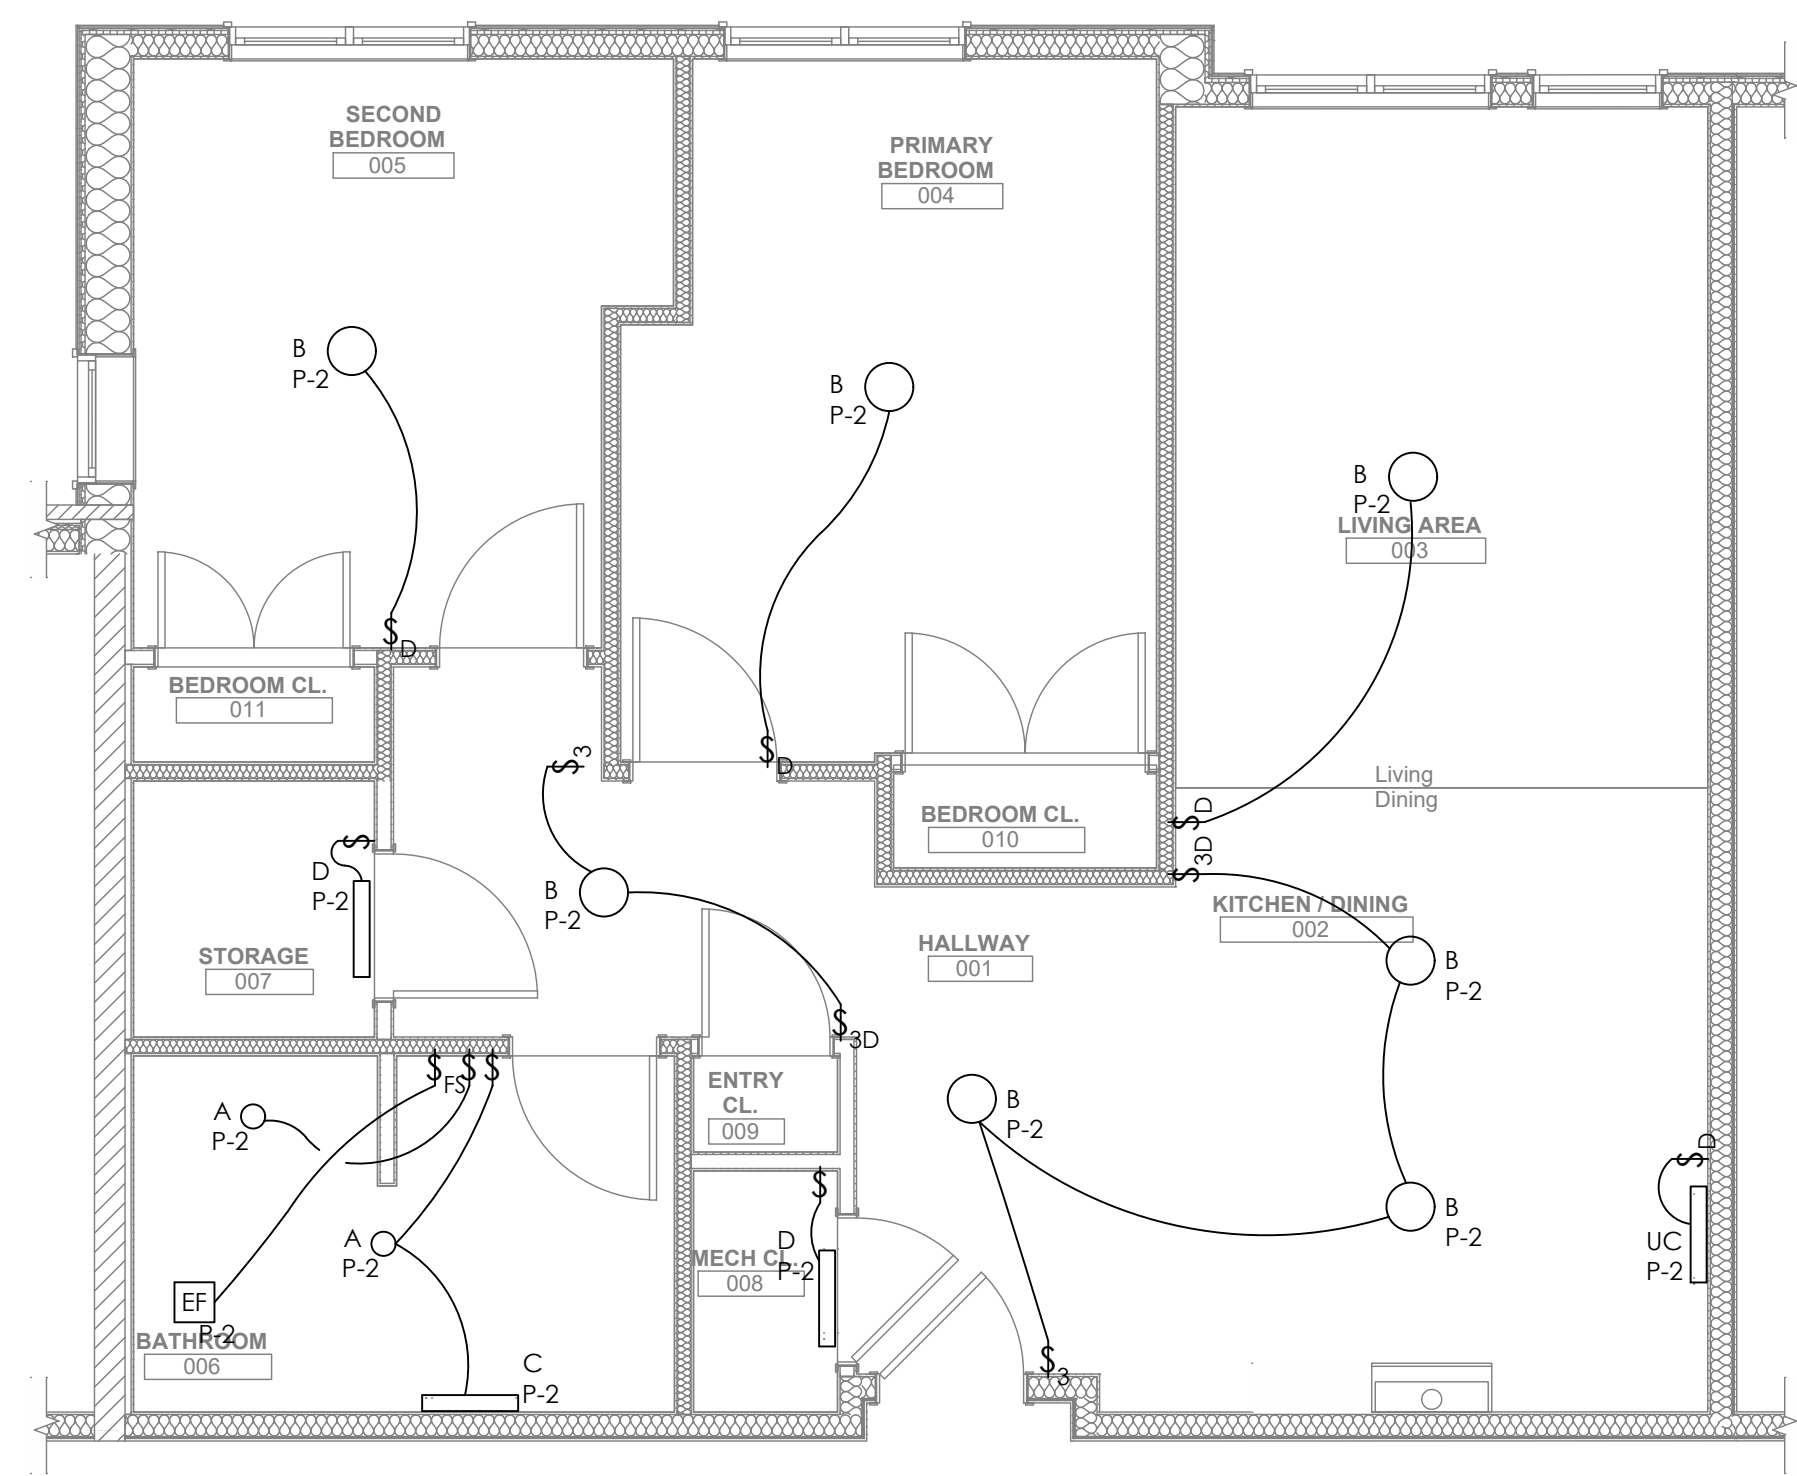 SECOND
BEDROOM
005
PRIMARY
BEDROOM
004
B
P-2
B
P-2
B
P-2
LIVING AREA
003
$D
BEDROOM CL.
011
$3
$D
Living
Dining
$D
BEDROOM CL.
010
$3D
$
D
P-2
B
P-2
KITCHEN / DINING
002
HALLWAY
001
B
P-2
STORAGE
007
$3D
$FS $ $
ENTRY
CL.
009
A
P-2
B
P-2
$D
$
A
P-2
B
P-2
D
P-2
MECH CL.
008
UC
P-2
EF
P-2
BATHROOM
006
C
P-2
$3